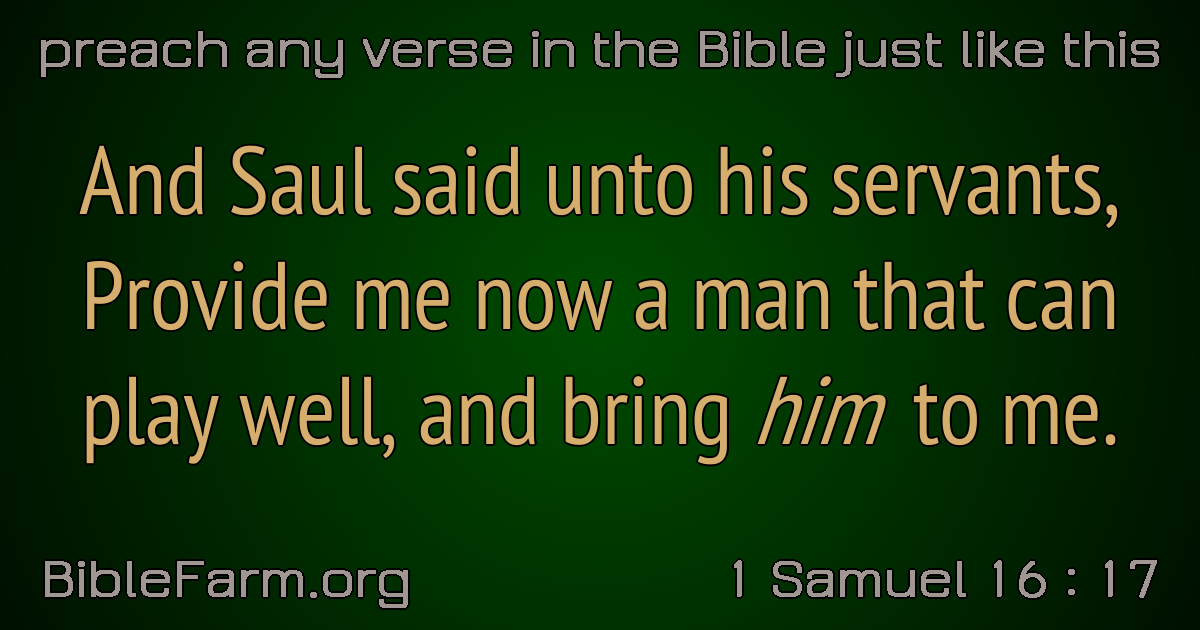 preach any verse in the Bible just like this
And Saul said unto his servants,
Provide me now a man that can
play well, and bring him to me.
BibleFarm.org
1 Samuel 16 : 17